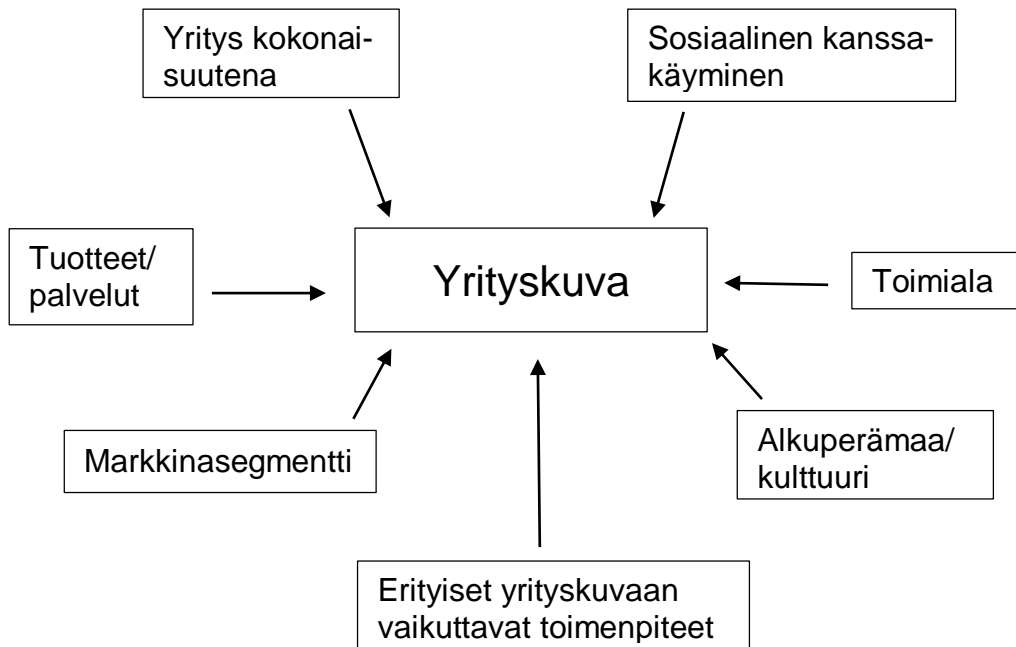 Yritys kokonai-
suutena
Sosiaalinen kanssa-
käyminen
Tuotteet/
palvelut
Yrityskuva
Toimiala
Markkinasegmentti
Alkuperämaa/
kulttuuri
Erityiset yrityskuvaan
vaikuttavat toimenpiteet